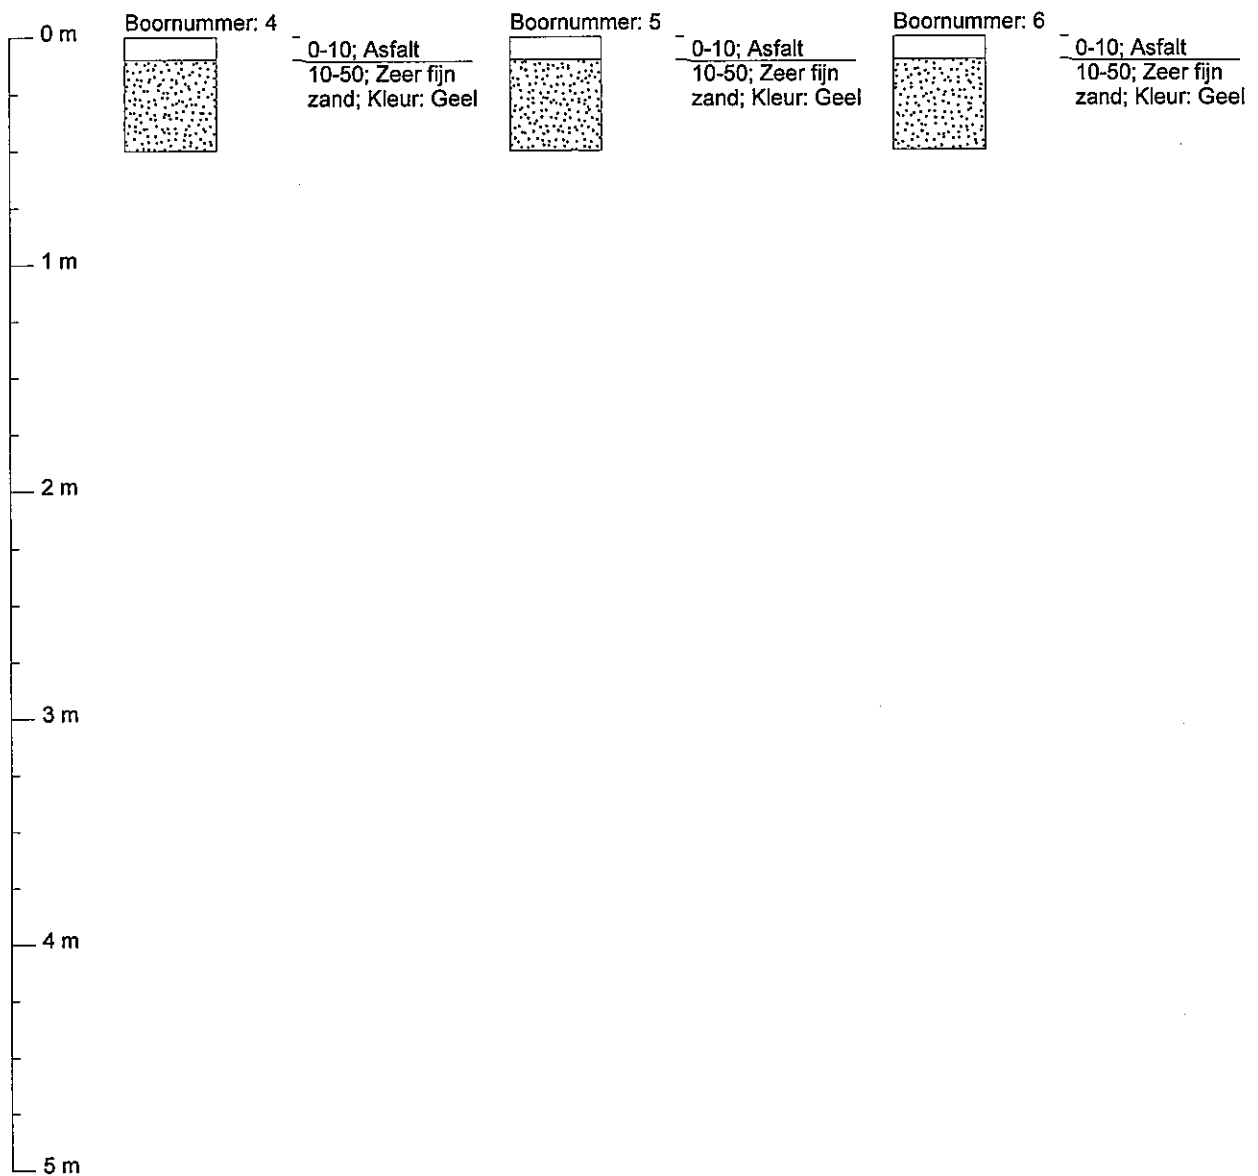 Boornummer: 4
0-10; Asfalt
10-50; Zeer fijn
zand; Kleur: Geel
Boornummer: 5
0-10; Asfalt
10-50; Zeer fijn
zand; Kleur: Geel
Boornummer: 6
0-10; Asfalt
10-50; Zeer fijn
zand; Kleur: Geel
0 m
1 m
2 m
3 m
4 m
5 m